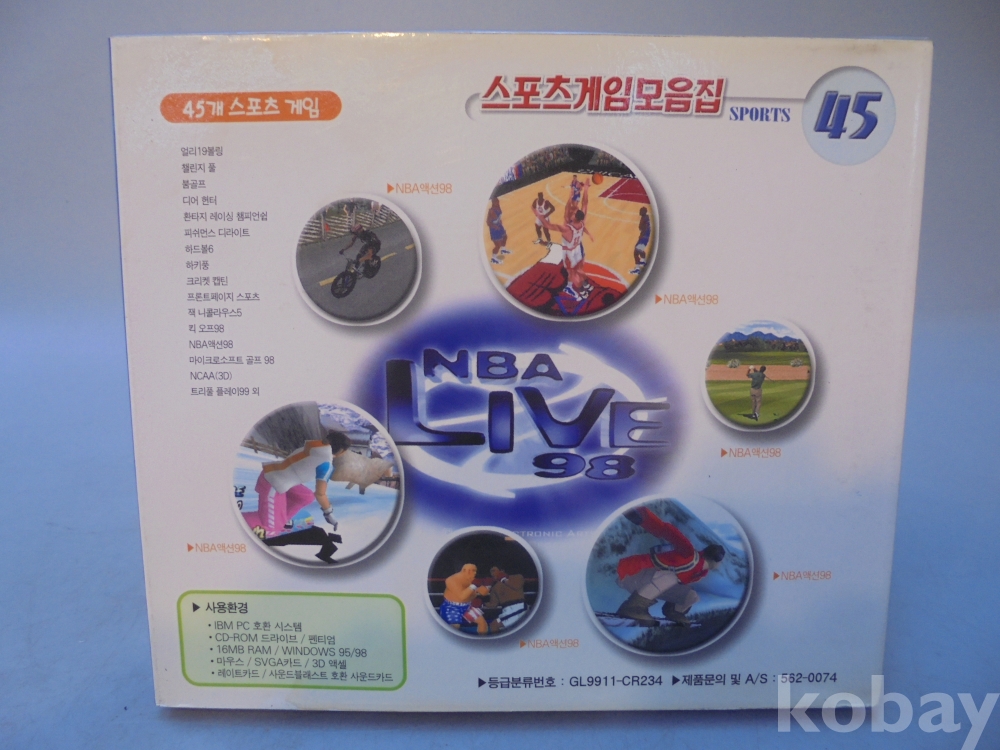 45개 스포츠 게임
스포츠게임모음집 SPORTS 45
얼리19볼링
챌린지 풀
붐골프
디어 헌터
환타지 레이싱 챔피언쉽
피쉬먼스 디라이트
하드볼6
하키풍
크리켓 캡틴
프론트페이지 스포츠
잭 니클라우스5
킥 오프98
NBA액션98
마이크로소프트 골프 98
NCAA(3D)
트리풀 플레이99 외
▶NBA액션98
▶NBA액션98
NBA
LIVE
98
▶NBA액션98
▶NBA액션98
▶NBA액션98
▶NBA액션98
▶ 사용환경
• IBM PC 호환 시스템
• CD-ROM 드라이브 / 펜티엄
• 16MB RAM / WINDOWS 95/98
• 마우스 / SVGA카드 / 3D 액셀
• 레이트카드 / 사운드블래스트 호환 사운드카드
▶등급분류번호 : GL9911-CR234 ▶제품문의 및 A/S : 562-0074
kobay